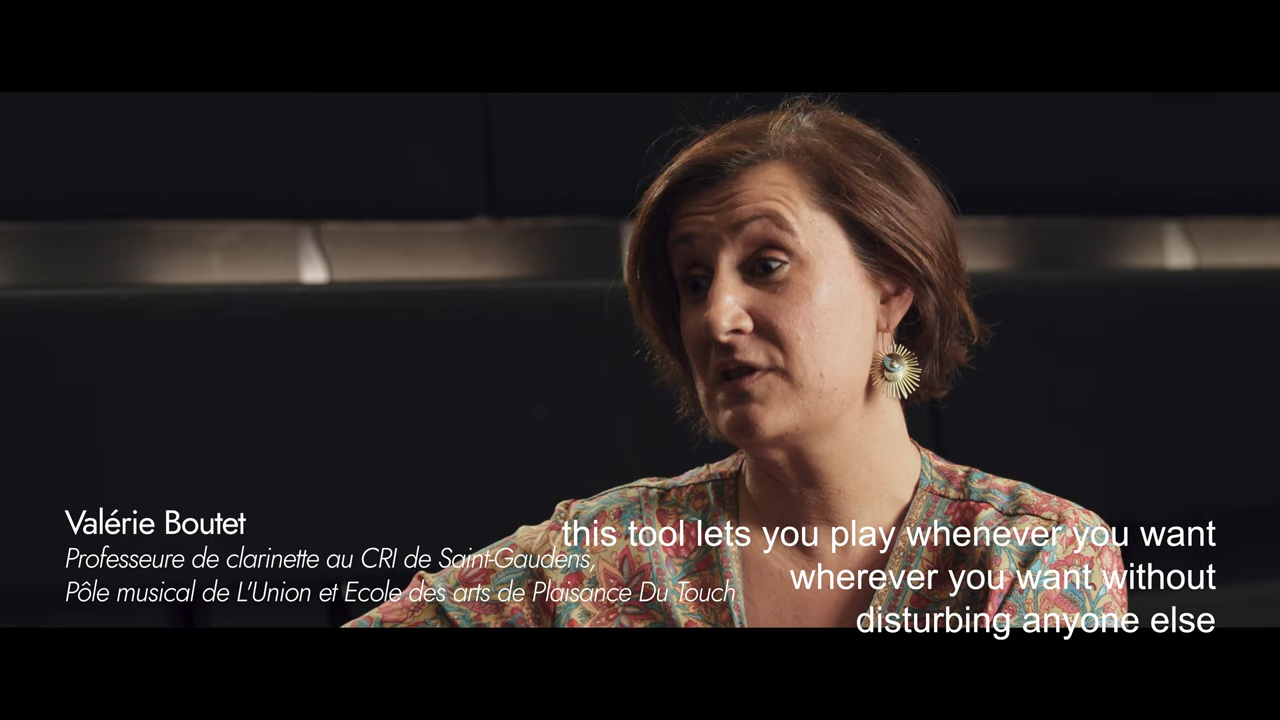 Valérie Boutet
Professeure de clarinette au CRI de Saint-Gaudens,
Pôle musical de L'Union et Ecole des arts de Plaisance Du Touch
this tool lets you play whenever you want
wherever you want without
disturbing anyone else